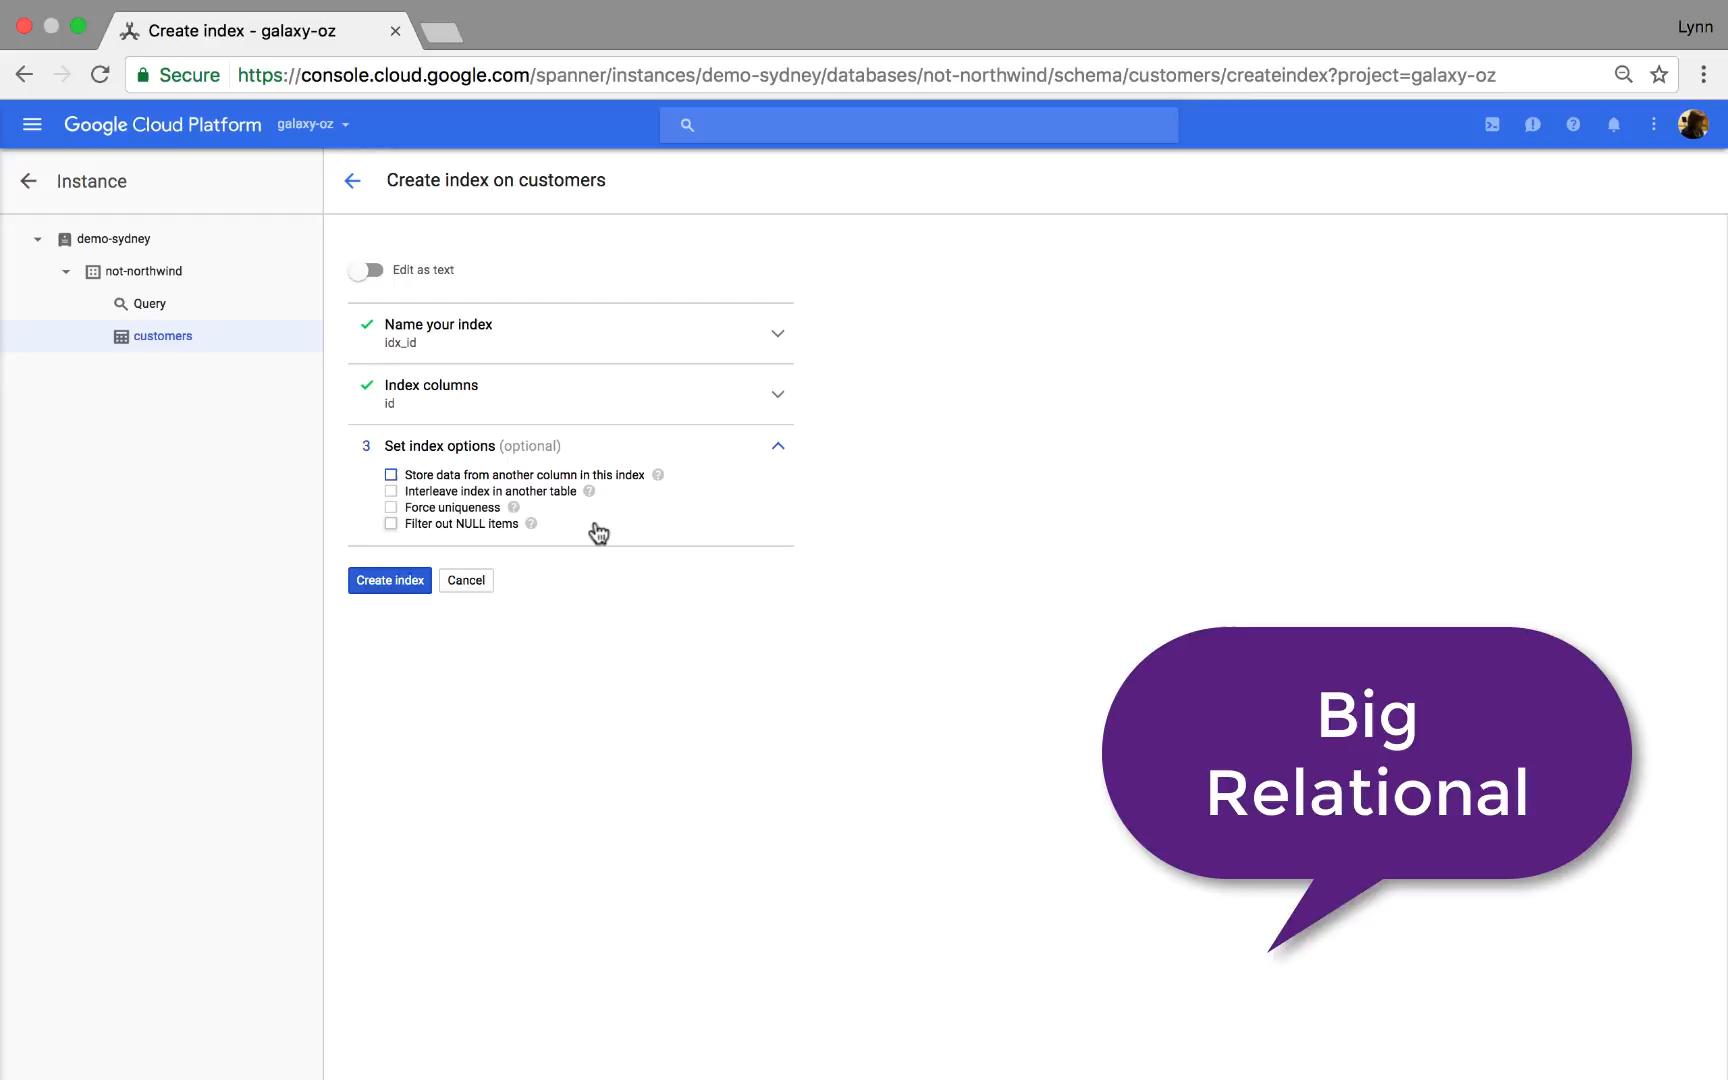 Create index - galaxy-oz
Lynn
Secure
https://console.cloud.google.com/spanner/instances/demo-sydney/databases/not-northwind/schema/customers/createindex?project=galaxy-oz
Google Cloud Platform
galaxy-oz
Instance
Create index on customers
demo-sydney
not-northwind
Query
customers
Edit as text
Name your index
idx_id
Index columns
id
3 Set index options (optional)
Store data from another column in this index
Interleave index in another table
Force uniqueness
Filter out NULL items
Create index
Cancel
Big
Relational